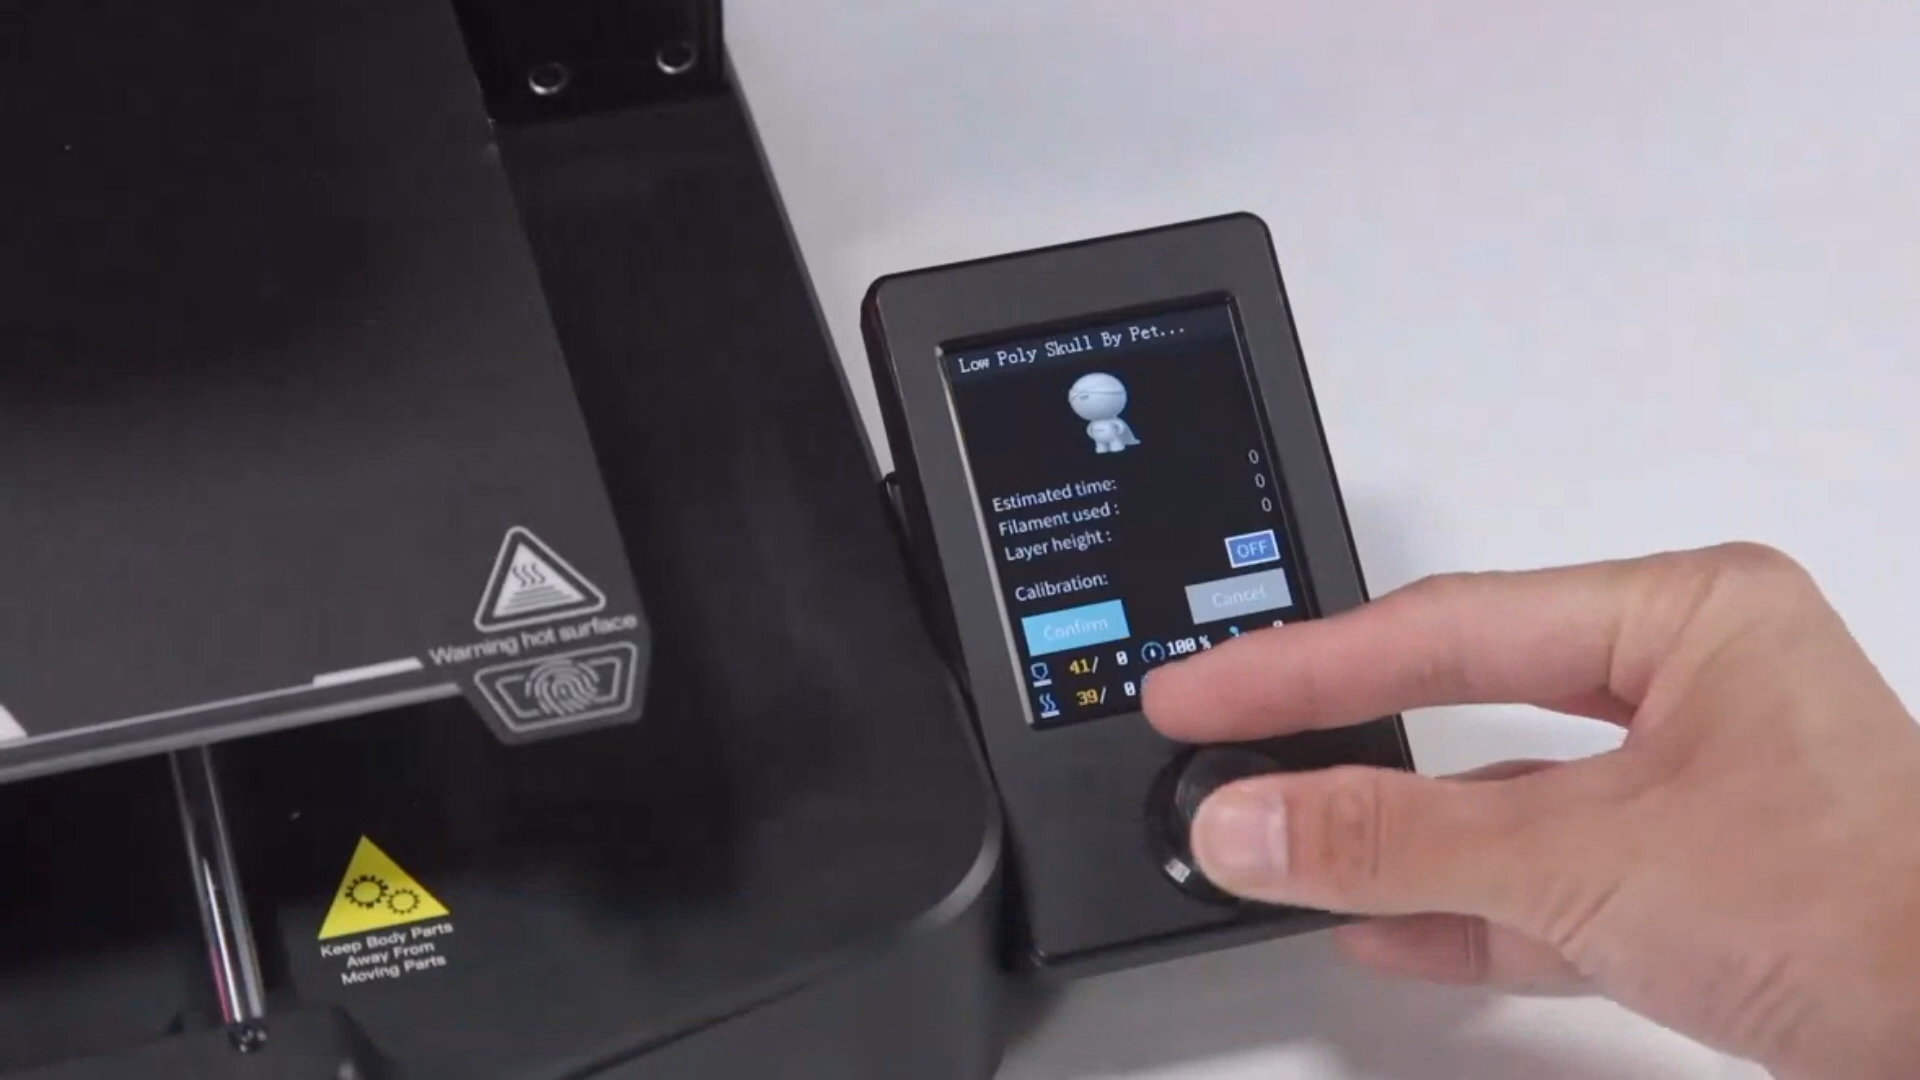 Low Poly Skull By Pet...
Estimated time: 0
Filament used : 0
Layer height : 0
Calibration: OFF
Confirm Cancel
41/ 0 100 %
39/ 0
Warning hot surface
Keep Body Parts
Away From
Moving Parts